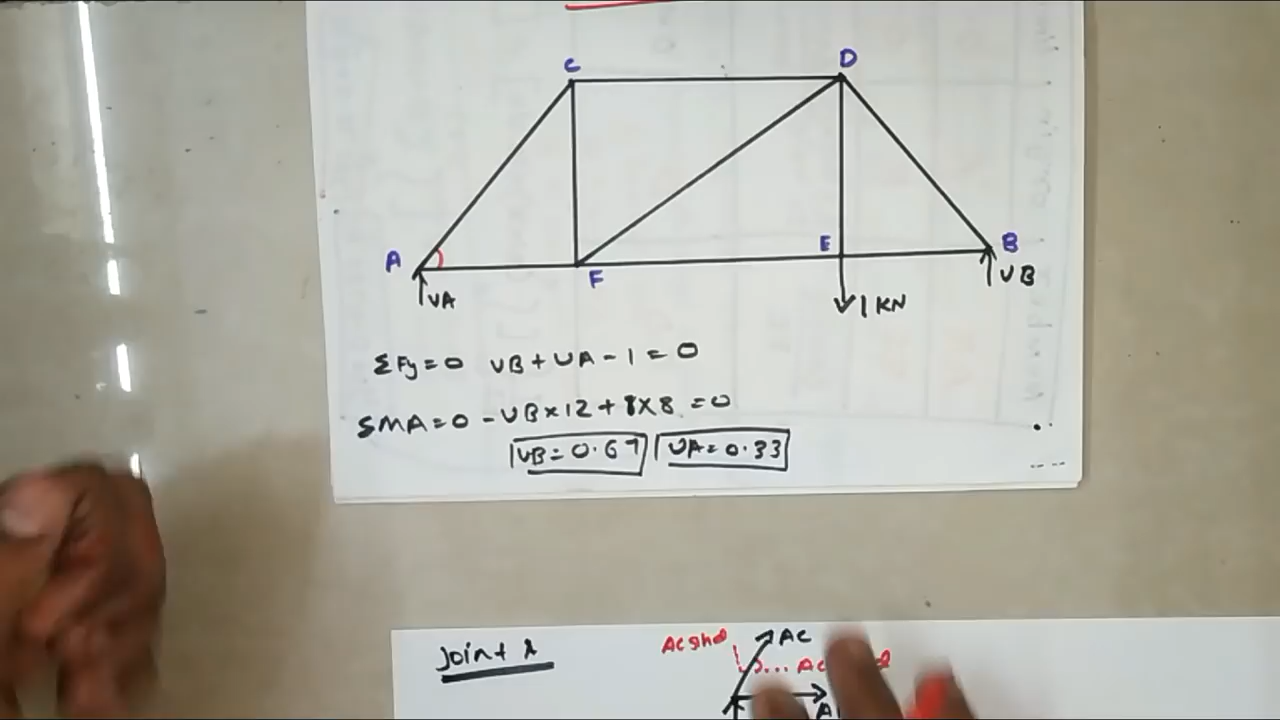 C D
A F E B
VA 1 KN VB
ΣFy=0 VB+VA-1=0
ΣMA=0 -VB×12+1×8=0
VB=0.67 VA=0.33
Joint A
AC